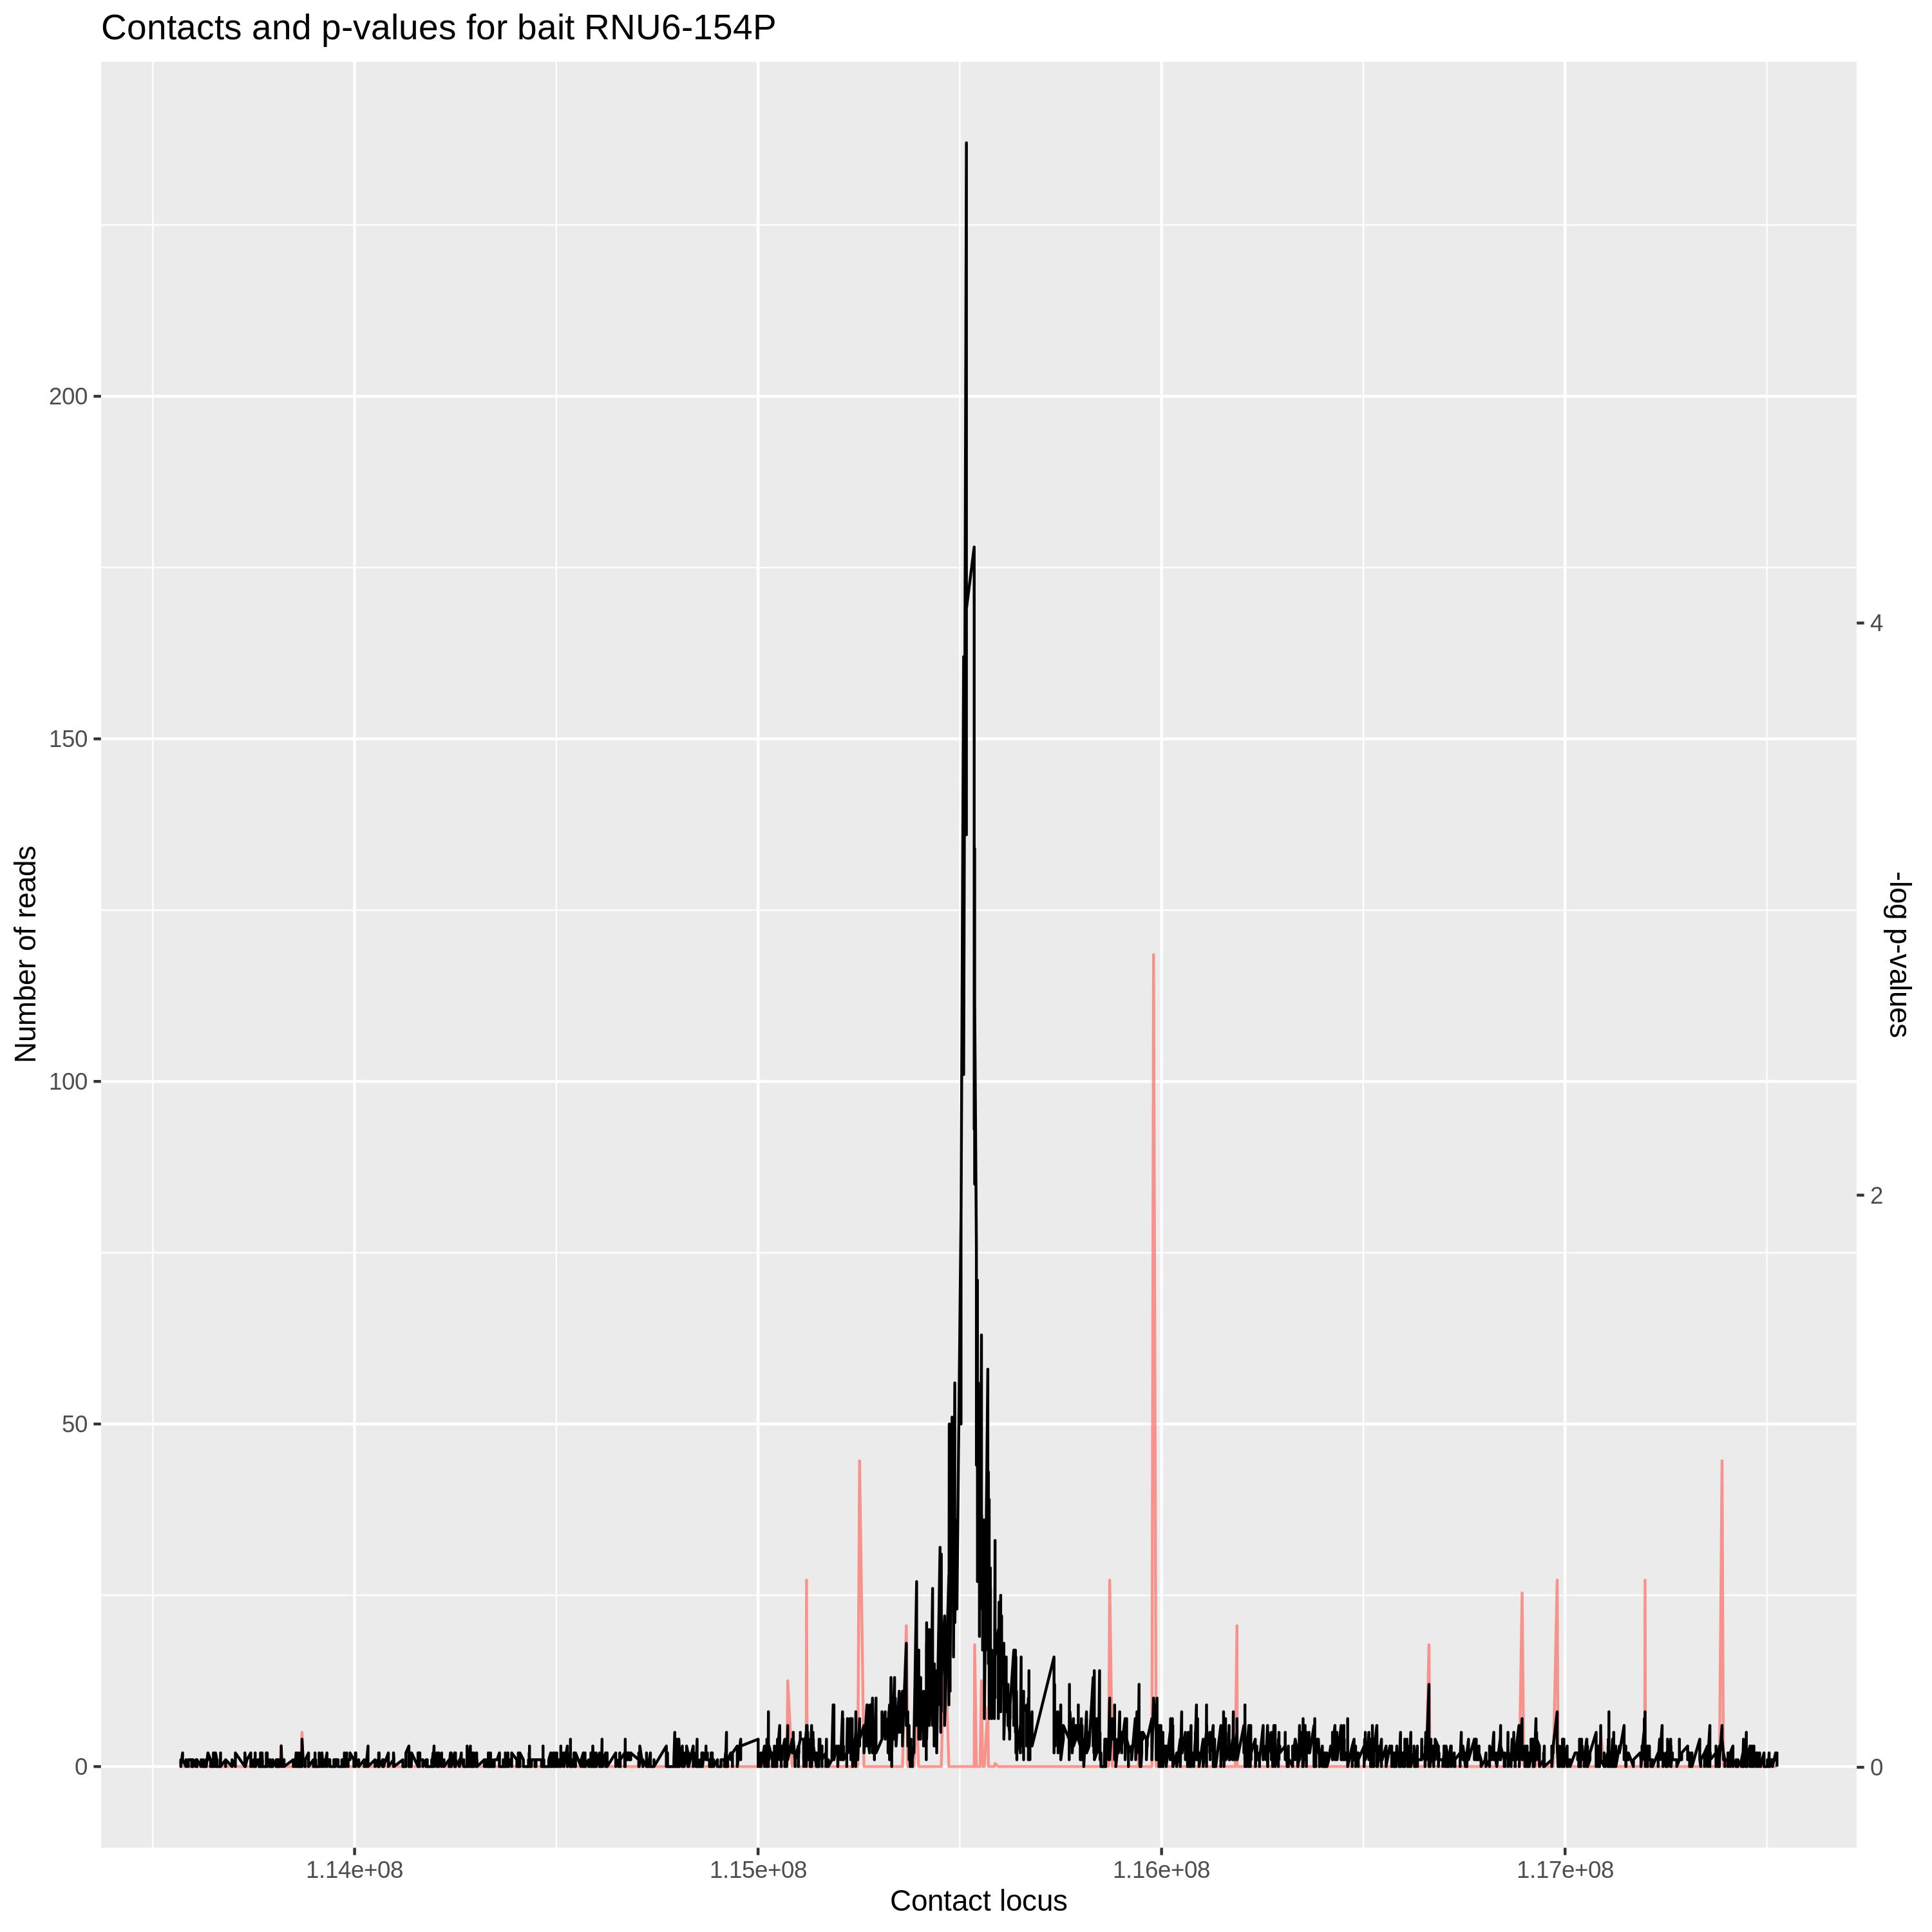 Contacts and p-values for bait RNU6-154P
200
150
100
50
0
Number of reads
4
2
0
-log p-values
1.14e+08
1.15e+08
1.16e+08
1.17e+08
Contact locus